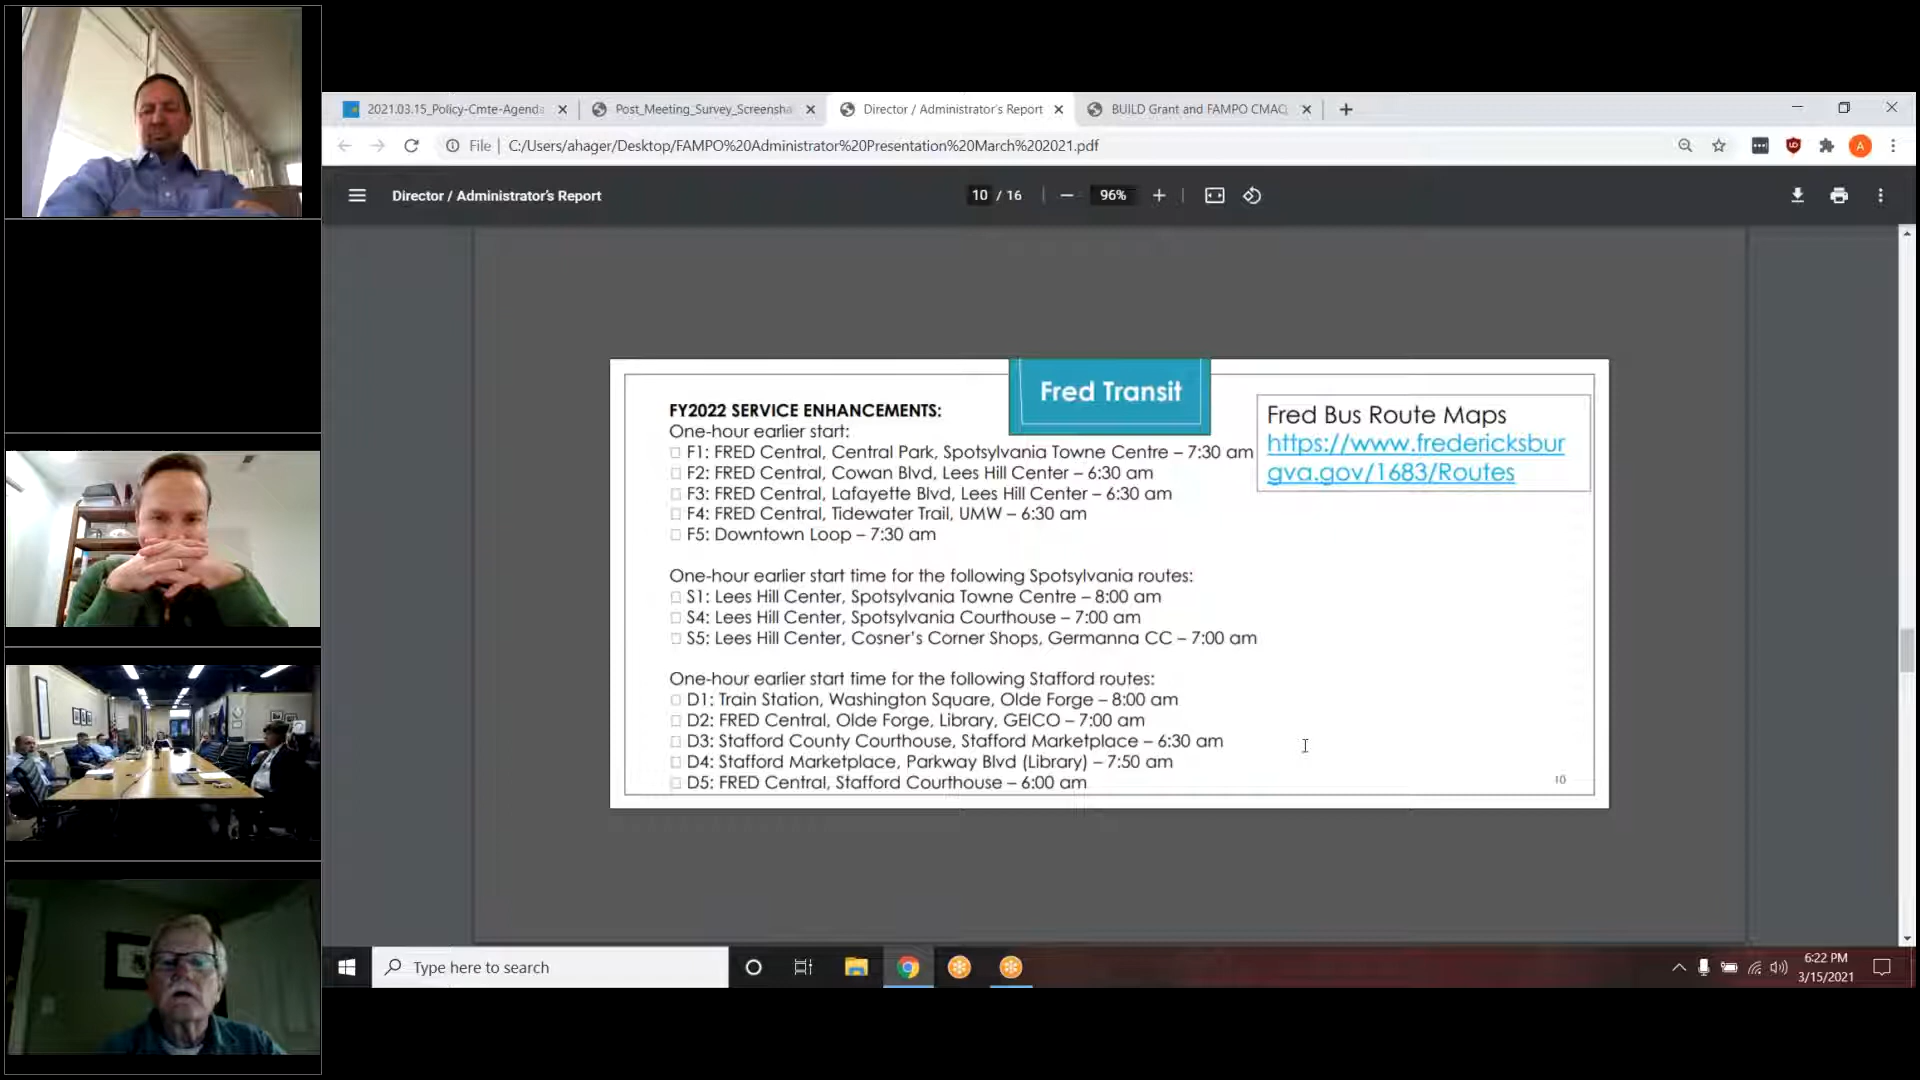 2021.03.15_Policy-Cmte-Agenda
Post_Meeting_Survey_Screensha
Director / Administrator's Report
BUILD Grant and FAMPO CMAQ
File
C:/Users/ahager/Desktop/FAMPO%20Administrator%20Presentation%20March%202021.pdf
A
Director / Administrator's Report
10 / 16
96%
Fred Transit
FY2022 SERVICE ENHANCEMENTS:
One-hour earlier start:
F1: FRED Central, Central Park, Spotsylvania Towne Centre – 7:30 am
F2: FRED Central, Cowan Blvd, Lees Hill Center – 6:30 am
F3: FRED Central, Lafayette Blvd, Lees Hill Center – 6:30 am
F4: FRED Central, Tidewater Trail, UMW – 6:30 am
F5: Downtown Loop – 7:30 am
One-hour earlier start time for the following Spotsylvania routes:
S1: Lees Hill Center, Spotsylvania Towne Centre – 8:00 am
S4: Lees Hill Center, Spotsylvania Courthouse – 7:00 am
S5: Lees Hill Center, Cosner's Corner Shops, Germanna CC – 7:00 am
One-hour earlier start time for the following Stafford routes:
D1: Train Station, Washington Square, Olde Forge – 8:00 am
D2: FRED Central, Olde Forge, Library, GEICO – 7:00 am
D3: Stafford County Courthouse, Stafford Marketplace – 6:30 am
D4: Stafford Marketplace, Parkway Blvd (Library) – 7:50 am
D5: FRED Central, Stafford Courthouse – 6:00 am
Fred Bus Route Maps
https://www.fredericksbur
gva.gov/1683/Routes
10
Type here to search
6:22 PM
3/15/2021